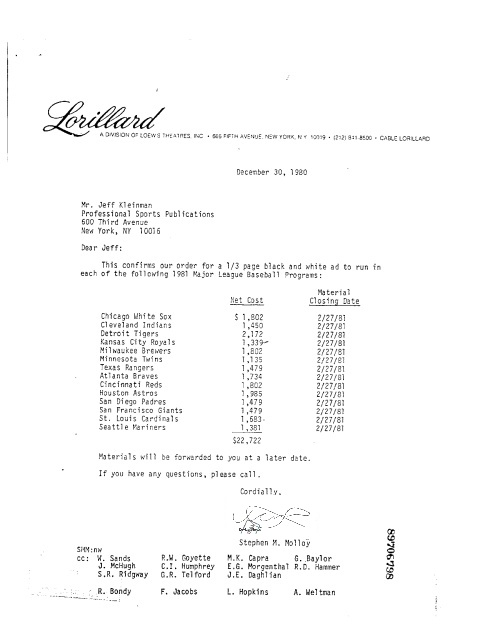 Lorillard
A DIVISION OF LOEW'S THEATRES, INC. • 666 FIFTH AVENUE, NEW YORK, N.Y. 10019 • (212) 841-8500 • CABLE LORILLARD
December 30, 1980
Mr. Jeff Kleinman
Professional Sports Publications
600 Third Avenue
New York, NY 10016
Dear Jeff:
This confirms our order for a 1/3 page black and white ad to run in
each of the following 1981 Major League Baseball Programs:
Material
Net Cost Closing Date
Chicago White Sox $ 1,802 2/27/81
Cleveland Indians 1,450 2/27/81
Detroit Tigers 2,172 2/27/81
Kansas City Royals 1,339 2/27/81
Milwaukee Brewers 1,802 2/27/81
Minnesota Twins 1,135 2/27/81
Texas Rangers 1,479 2/27/81
Atlanta Braves 1,734 2/27/81
Cincinnati Reds 1,802 2/27/81
Houston Astros 1,985 2/27/81
San Diego Padres 1,479 2/27/81
San Francisco Giants 1,479 2/27/81
St. Louis Cardinals 1,683 2/27/81
Seattle Mariners 1,381 2/27/81
$22,722
Materials will be forwarded to you at a later date.
If you have any questions, please call.
Cordially,
Stephen M. Molloy
SMM:nw
cc: W. Sands R.W. Goyette M.K. Capra G. Baylor
J. McHugh C.I. Humphrey E.G. Morgenthal R.D. Hammer
S.R. Ridgway G.R. Telford J.E. Daghlian
R. Bondy F. Jacobs L. Hopkins A. Weltman
89706798